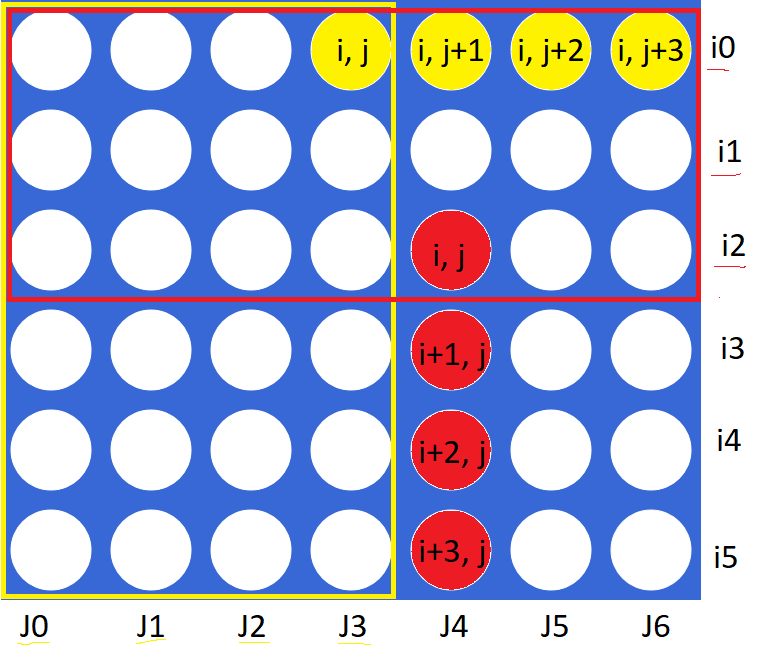 i, j i, j+1 i, j+2 i, j+3 i0
i1
i, j i2
i+1, j i3
i+2, j i4
i+3, j i5
J0 J1 J2 J3 J4 J5 J6